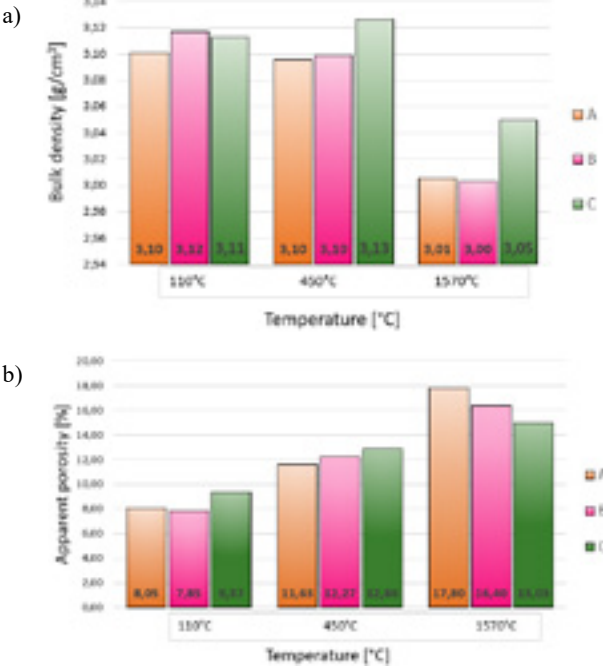 a)
3,14
3,12
3,10
3,08
3,06
3,04
3,02
3,00
2,98
2,96
2,94
Bulk density [g/cm³]
3,10 3,12 3,11 3,10 3,10 3,13 3,01 3,00 3,05
110°C 450°C 1570°C
Temperature [°C]
A
B
C
b)
20,00
18,00
16,00
14,00
12,00
10,00
8,00
6,00
4,00
2,00
0,00
Apparent porosity [%]
8,05 7,85 9,37 11,63 12,27 17,80 16,40
110°C 450°C 1570°C
Temperature [°C]